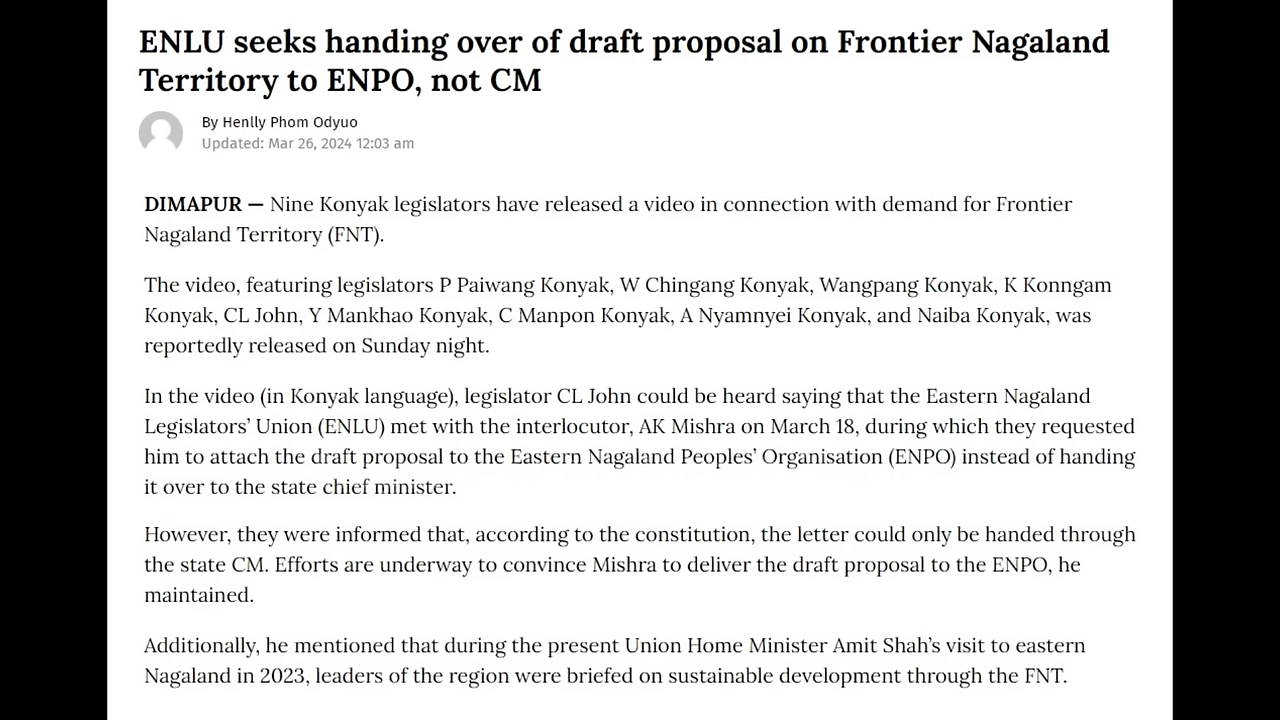 ENLU seeks handing over of draft proposal on Frontier Nagaland
Territory to ENPO, not CM
By Henlly Phom Odyuo
Updated: Mar 26, 2024 12:03 am
DIMAPUR — Nine Konyak legislators have released a video in connection with demand for Frontier
Nagaland Territory (FNT).
The video, featuring legislators P Paiwang Konyak, W Chingang Konyak, Wangpang Konyak, K Konngam
Konyak, CL John, Y Mankhao Konyak, C Manpon Konyak, A Nyamnyei Konyak, and Naiba Konyak, was
reportedly released on Sunday night.
In the video (in Konyak language), legislator CL John could be heard saying that the Eastern Nagaland
Legislators’ Union (ENLU) met with the interlocutor, AK Mishra on March 18, during which they requested
him to attach the draft proposal to the Eastern Nagaland Peoples’ Organisation (ENPO) instead of handing
it over to the state chief minister.
However, they were informed that, according to the constitution, the letter could only be handed through
the state CM. Efforts are underway to convince Mishra to deliver the draft proposal to the ENPO, he
maintained.
Additionally, he mentioned that during the present Union Home Minister Amit Shah’s visit to eastern
Nagaland in 2023, leaders of the region were briefed on sustainable development through the FNT.